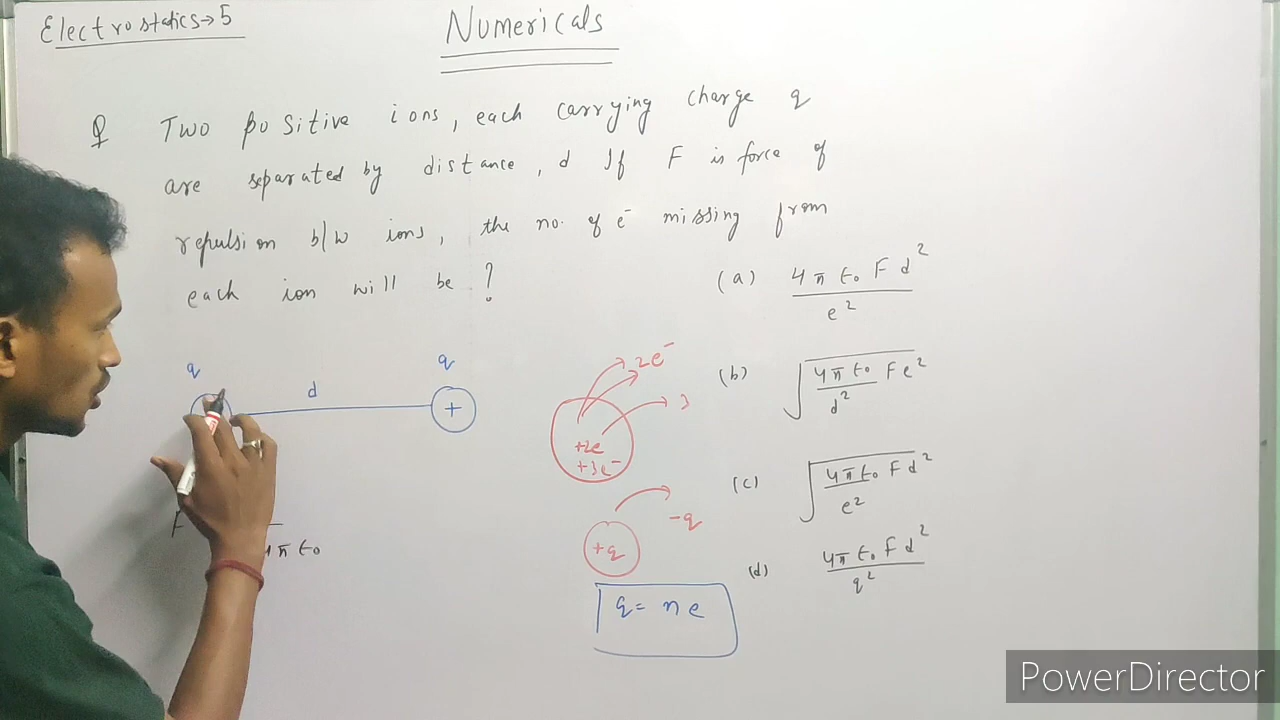 Electrostatics→5
Numericals
Q Two positive ions, each carrying charge q
are separated by distance, d If F is force of
repulsion b/w ions, the no. of e⁻ missing from
each ion will be ?
(a) 4π ε₀ F d² / e²
(b) √(4π ε₀ / d² F e²)
(c) √(4π ε₀ F d² / e²)
(d) 4π ε₀ F d² / q²
q
d
q
+
2e⁻
3
+2e
+3e⁻
-q
+q
q = ne
F
4π ε₀
PowerDirector